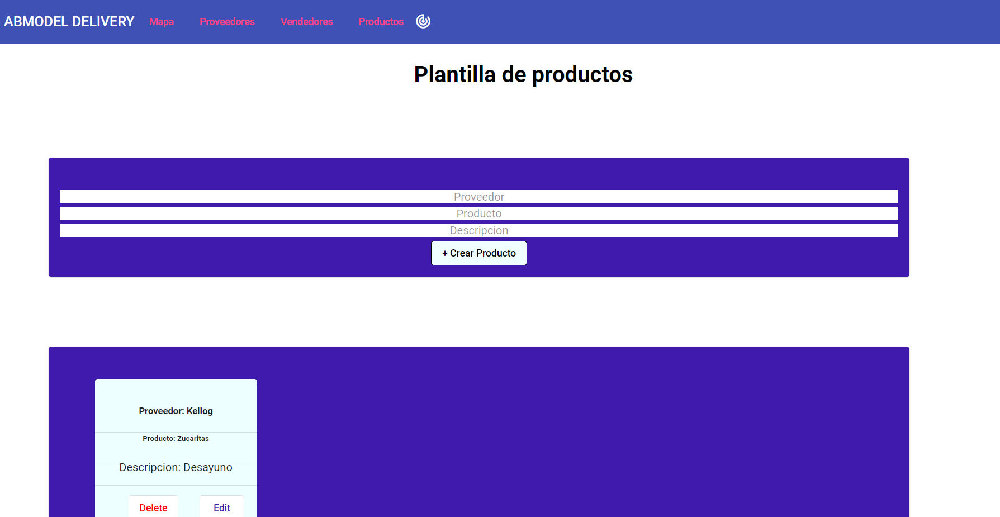 ABMODEL DELIVERY Mapa Proveedores Vendedores Productos
Plantilla de productos
Proveedor
Producto
Descripcion
+ Crear Producto
Proveedor: Kellog
Producto: Zucaritas
Descripcion: Desayuno
Delete Edit